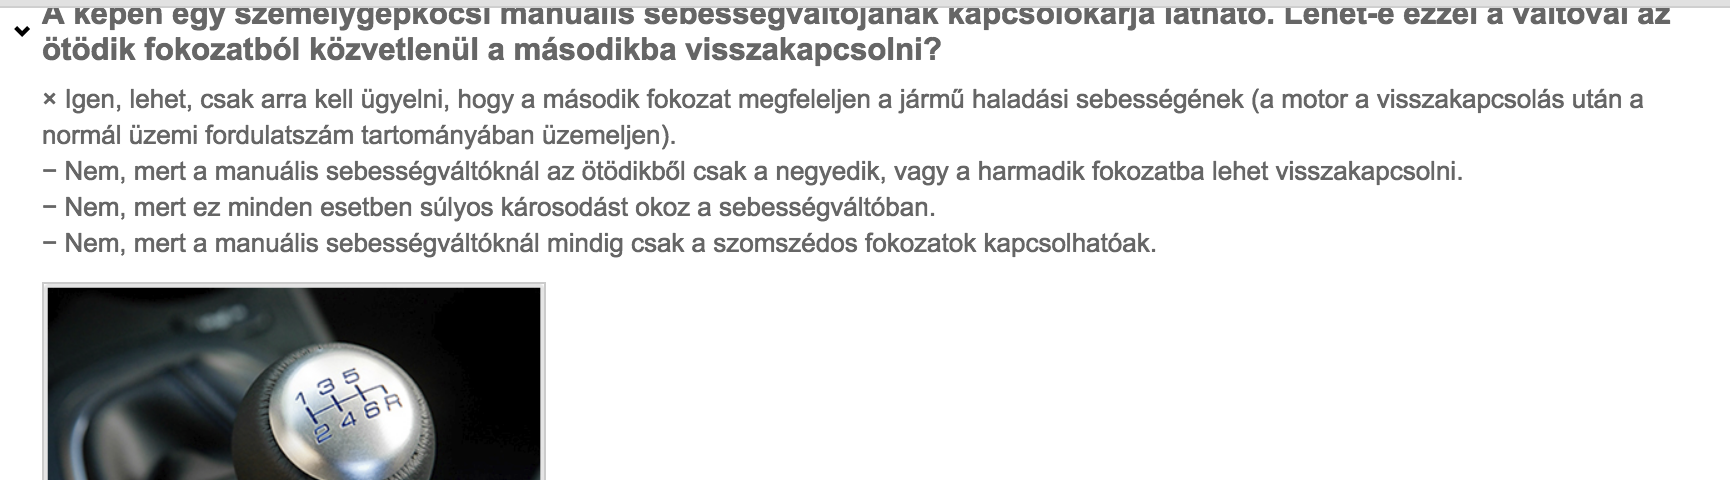 A képen egy személygépkocsi manuális sebességváltójának kapcsolókarja látható. Lehet-e ezzel a váltóval az
ötödik fokozatból közvetlenül a másodikba visszakapcsolni?
× Igen, lehet, csak arra kell ügyelni, hogy a második fokozat megfeleljen a jármű haladási sebességének (a motor a visszakapcsolás után a
normál üzemi fordulatszám tartományában üzemeljen).
− Nem, mert a manuális sebességváltóknál az ötödikből csak a negyedik, vagy a harmadik fokozatba lehet visszakapcsolni.
− Nem, mert ez minden esetben súlyos károsodást okoz a sebességváltóban.
− Nem, mert a manuális sebességváltóknál mindig csak a szomszédos fokozatok kapcsolhatóak.
1 3 5
2 4 6 R